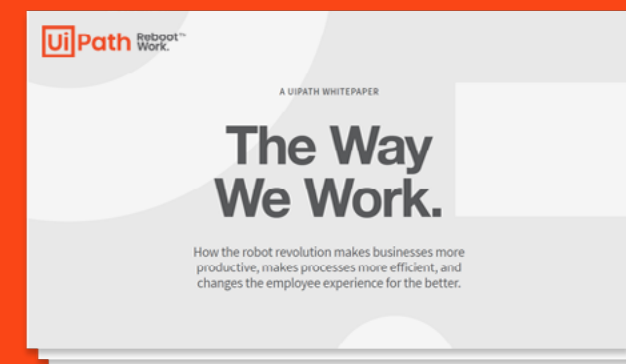 UiPath Reboot™
Work.
A UIPATH WHITEPAPER
The Way
We Work.
How the robot revolution makes businesses more
productive, makes processes more efficient, and
changes the employee experience for the better.